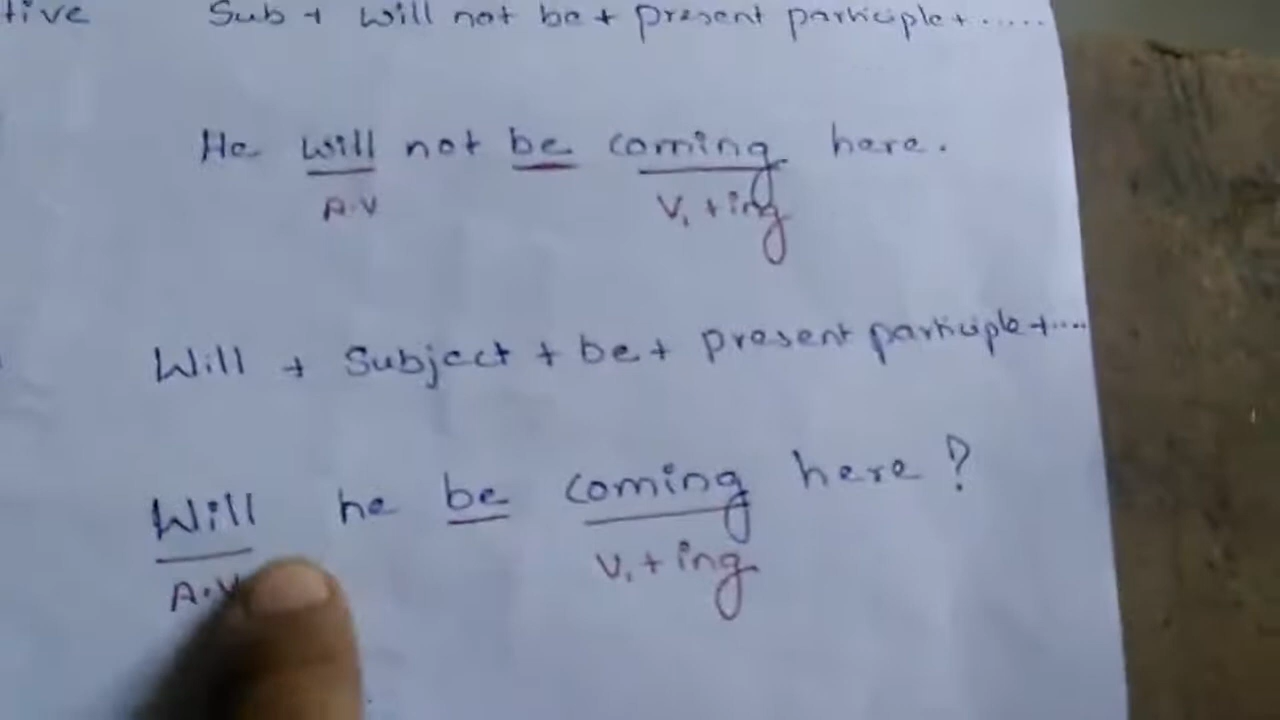 tive Sub + will not be + present participle + ......
He will not be coming here.
A.V V1 + ing
Will + Subject + be + present participle + ....
Will he be coming here ?
A.V V1 + ing